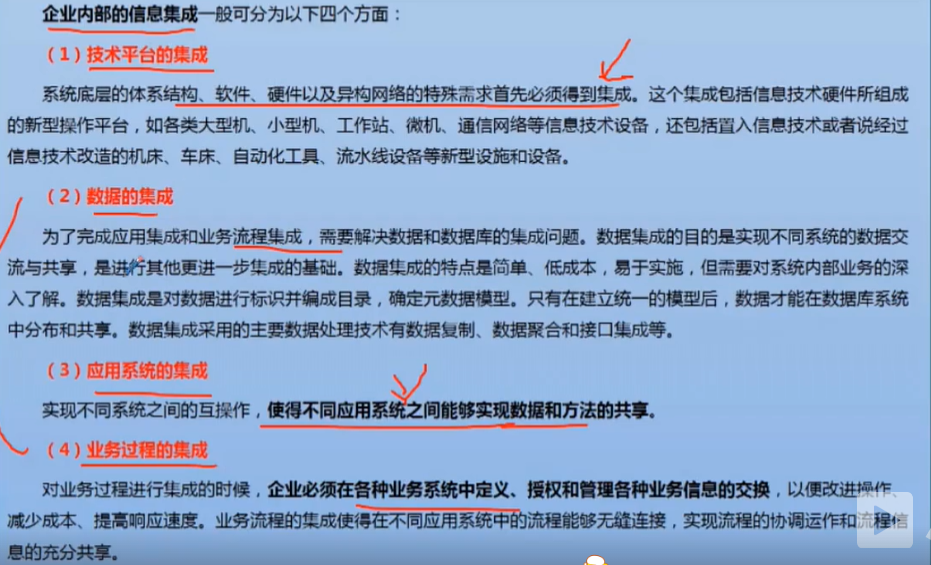 企业内部的信息集成一般可分为以下四个方面：
（1）技术平台的集成
系统底层的体系结构、软件、硬件以及异构网络的特殊需求首先必须得到集成。这个集成包括信息技术硬件所组成
的新型操作平台，如各类大型机、小型机、工作站、微机、通信网络等信息技术设备，还包括置入信息技术或者说经过
信息技术改造的机床、车床、自动化工具、流水线设备等新型设施和设备。
（2）数据的集成
为了完成应用集成和业务流程集成，需要解决数据和数据库的集成问题。数据集成的目的是实现不同系统的数据交
流与共享，是进行其他更进一步集成的基础。数据集成的特点是简单、低成本，易于实施，但需要对系统内部业务的深
入了解。数据集成是对数据进行标识并编成目录，确定元数据模型。只有在建立统一的模型后，数据才能在数据库系统
中分布和共享。数据集成采用的主要数据处理技术有数据复制、数据聚合和接口集成等。
（3）应用系统的集成
实现不同系统之间的互操作，使得不同应用系统之间能够实现数据和方法的共享。
（4）业务过程的集成
对业务过程进行集成的时候，企业必须在各种业务系统中定义、授权和管理各种业务信息的交换，以便改进操作、
减少成本、提高响应速度。业务流程的集成使得在不同应用系统中的流程能够无缝连接，实现流程的协调运作和流程信
息的充分共享。